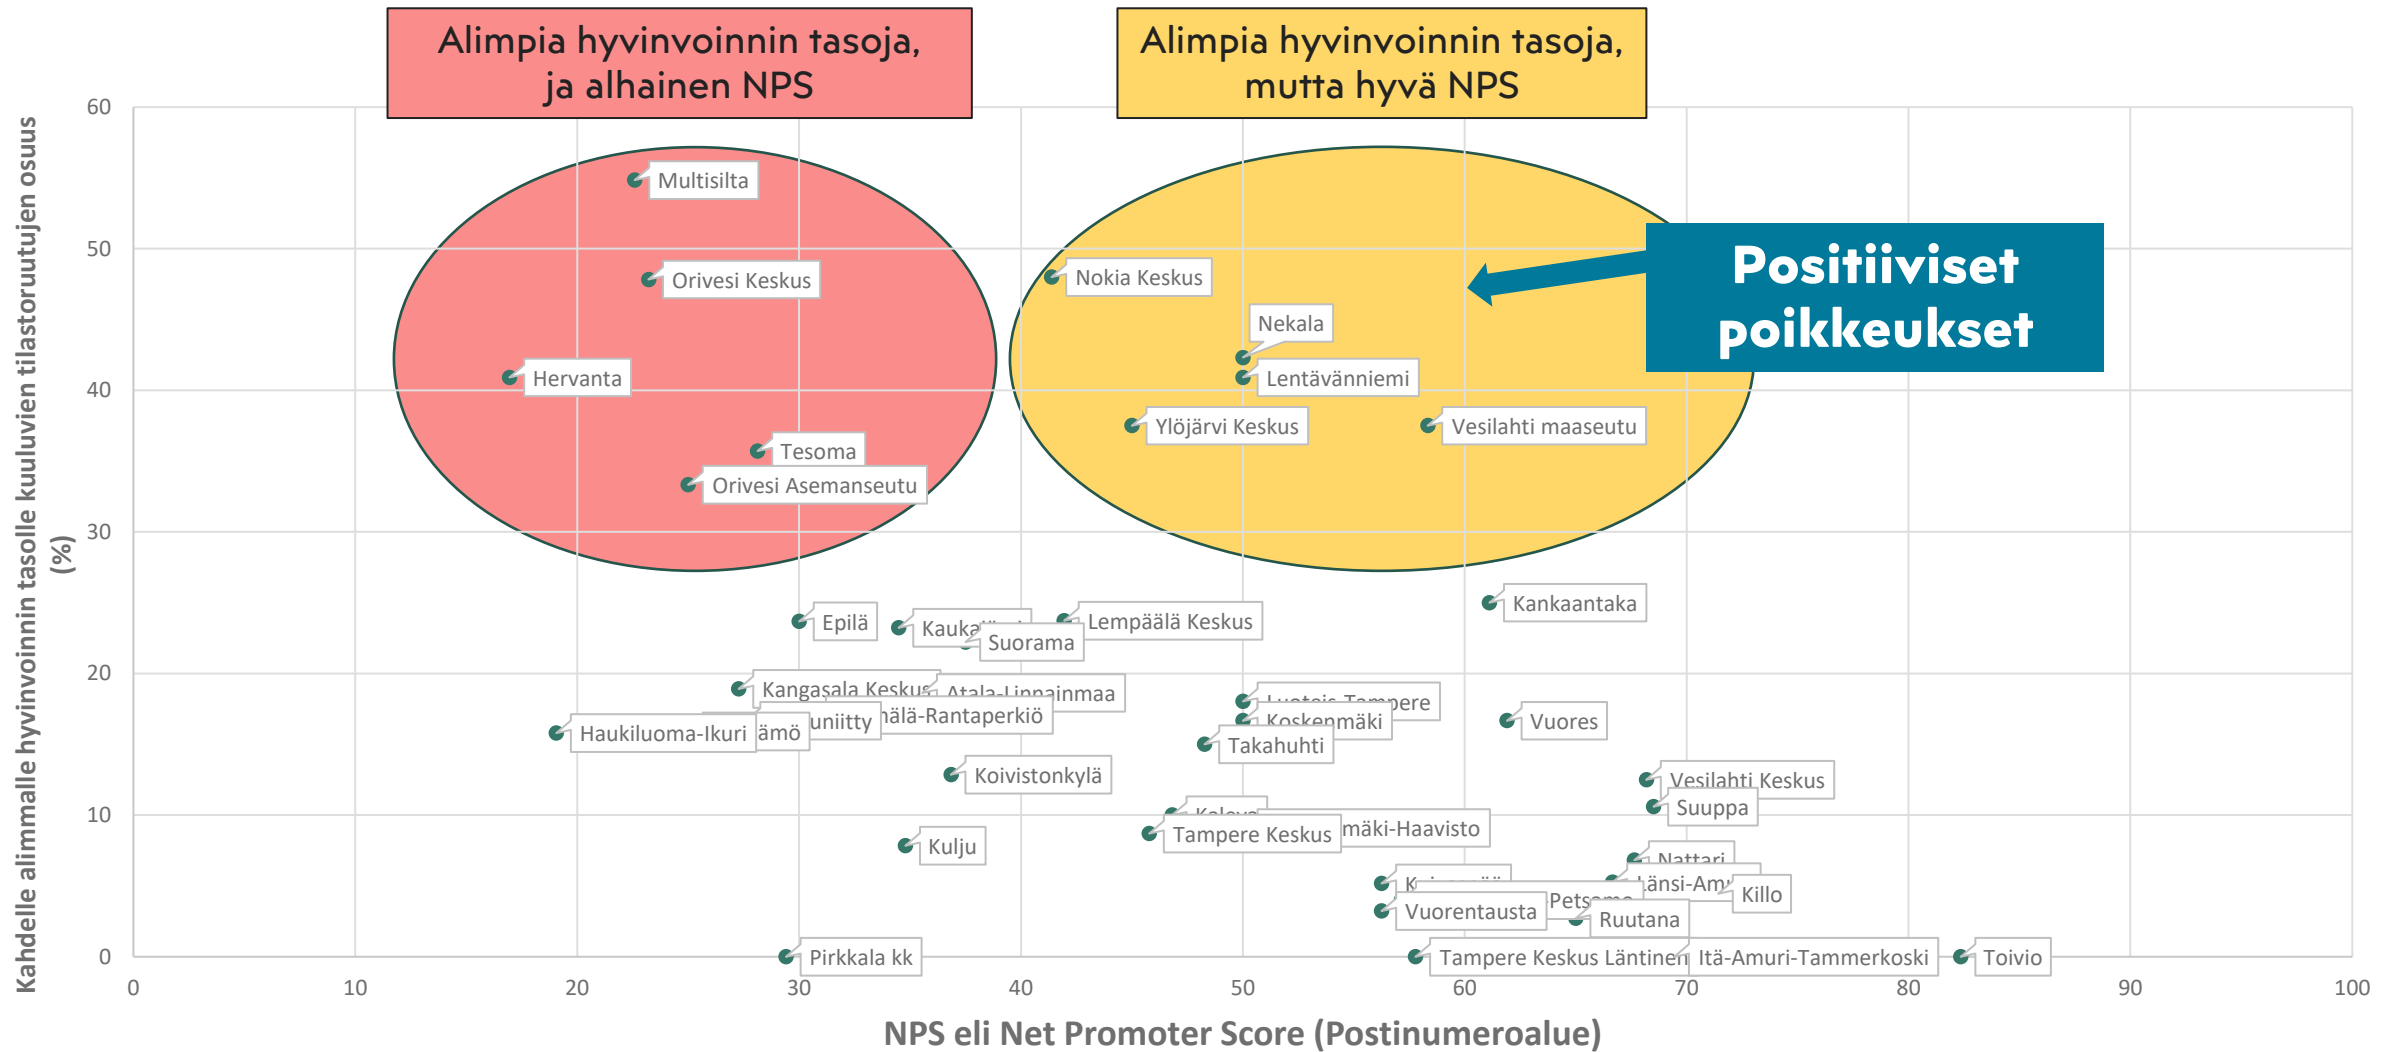 Alimpia hyvinvoinnin tasoja,
ja alhainen NPS
Alimpia hyvinvoinnin tasoja,
mutta hyvä NPS
Positiiviset
poikkeukset
Kahdelle alimmalle hyvinvoinnin tasolle kuuluvien tilastoruutujen osuus
(%)
60
50
40
30
20
10
0
Multisilta
Orivesi Keskus
Nokia Keskus
Nekala
Hervanta
Lentävänniemi
Ylöjärvi Keskus
Vesilahti maaseutu
Tesoma
Orivesi Asemanseutu
Kankaantaka
Epilä
Lempäälä Keskus
Suorama
Kangasala Keskus
Atala-Linnainmaa
Koskenmäki
Vuores
Haukiluoma-Ikuri
Takahuhti
Koivistonkylä
Vesilahti Keskus
Suuppa
Tampere Keskus
Kulju
Nattari
Killo
Vuorentausta
Ruutana
Pirkkala kk
Tampere Keskus Läntinen
Itä-Amuri-Tammerkoski
Toivio
0 10 20 30 40 50 60 70 80 90 100
NPS eli Net Promoter Score (Postinumeroalue)